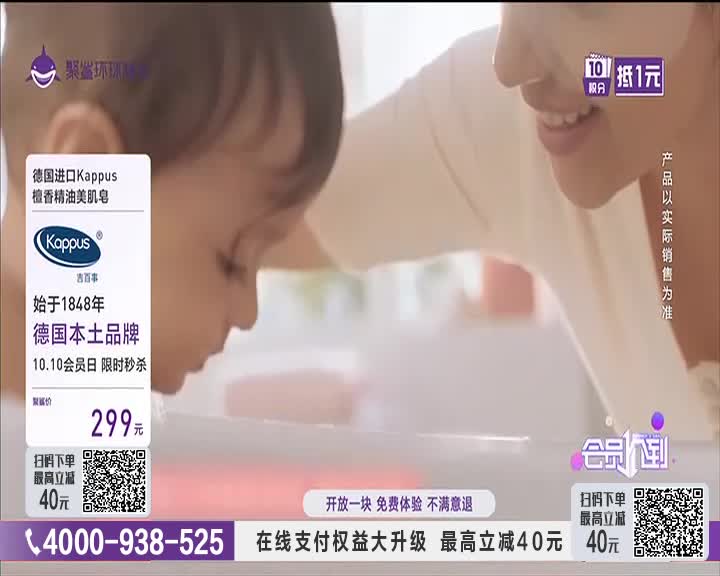 聚鲨环球精选
10
积分
抵1元
产品以实际销售为准
德国进口Kappus
檀香精油美肌皂
Kappus®
吉百事
始于1848年
德国本土品牌
10.10会员日 限时秒杀
聚鲨价
299元
扫码下单
最高立减
40元
开放一块 免费体验 不满意退
扫码下单
最高立减
40元
4000-938-525
在线支付权益大升级 最高立减40元